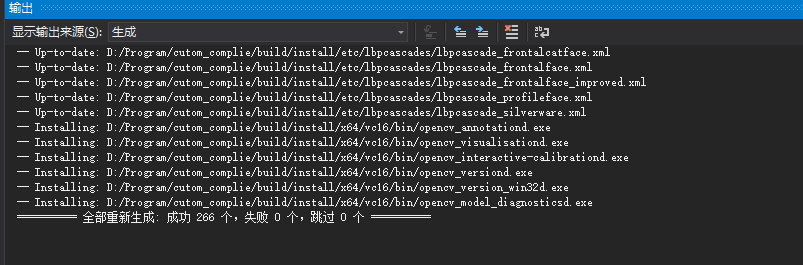 输出
显示输出来源(S): 生成
-- Up-to-date: D:/Program/cutom_complie/build/install/etc/lbpcascades/lbpcascade_frontalcatface.xml
-- Up-to-date: D:/Program/cutom_complie/build/install/etc/lbpcascades/lbpcascade_frontalface.xml
-- Up-to-date: D:/Program/cutom_complie/build/install/etc/lbpcascades/lbpcascade_frontalface_improved.xml
-- Up-to-date: D:/Program/cutom_complie/build/install/etc/lbpcascades/lbpcascade_profileface.xml
-- Up-to-date: D:/Program/cutom_complie/build/install/etc/lbpcascades/lbpcascade_silverware.xml
-- Installing: D:/Program/cutom_complie/build/install/x64/vc16/bin/opencv_annotationd.exe
-- Installing: D:/Program/cutom_complie/build/install/x64/vc16/bin/opencv_visualisationd.exe
-- Installing: D:/Program/cutom_complie/build/install/x64/vc16/bin/opencv_interactive-calibrationd.exe
-- Installing: D:/Program/cutom_complie/build/install/x64/vc16/bin/opencv_versiond.exe
-- Installing: D:/Program/cutom_complie/build/install/x64/vc16/bin/opencv_version_win32d.exe
-- Installing: D:/Program/cutom_complie/build/install/x64/vc16/bin/opencv_model_diagnosticsd.exe
========== 全部重新生成: 成功 266 个，失败 0 个，跳过 0 个 ==========